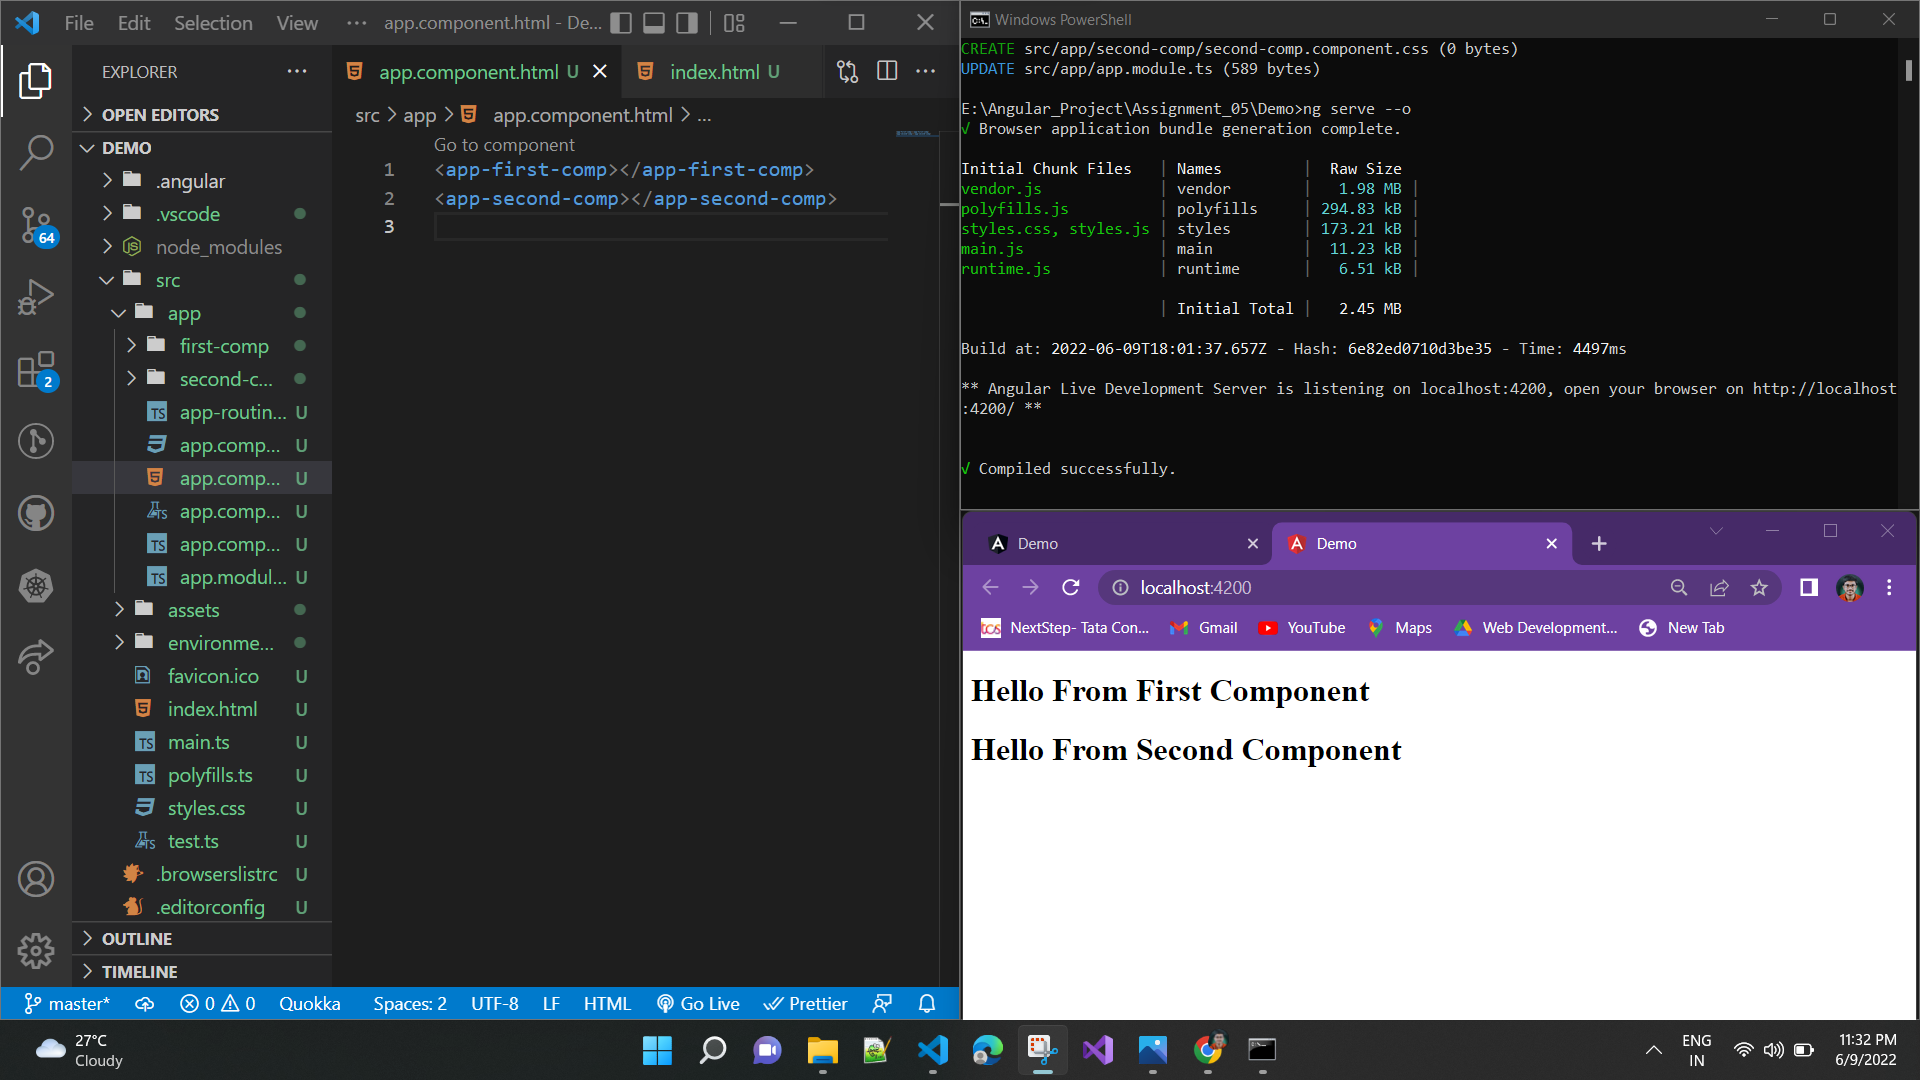 File Edit Selection View ··· app.component.html - De...
EXPLORER ···
OPEN EDITORS
DEMO
.angular
.vscode
node_modules
src
app
first-comp
second-c...
app-routin... U
app.comp... U
app.comp... U
app.comp... U
app.comp... U
app.modul... U
assets
environme...
favicon.ico U
index.html U
main.ts U
polyfills.ts U
styles.css U
test.ts U
.browserslistrc U
.editorconfig U
OUTLINE
TIMELINE
64
2
app.component.html U index.html U ···
src > app > app.component.html > ...
Go to component
1 <app-first-comp></app-first-comp>
2 <app-second-comp></app-second-comp>
3
master* 0 0 Quokka Spaces: 2 UTF-8 LF HTML Go Live Prettier
Windows PowerShell
CREATE src/app/second-comp/second-comp.component.css (0 bytes)
UPDATE src/app/app.module.ts (589 bytes)
E:\Angular_Project\Assignment_05\Demo>ng serve --o
√ Browser application bundle generation complete.
Initial Chunk Files | Names | Raw Size
vendor.js | vendor | 1.98 MB |
polyfills.js | polyfills | 294.83 kB |
styles.css, styles.js | styles | 173.21 kB |
main.js | main | 11.23 kB |
runtime.js | runtime | 6.51 kB |
| Initial Total | 2.45 MB
Build at: 2022-06-09T18:01:37.657Z - Hash: 6e82ed0710d3be35 - Time: 4497ms
** Angular Live Development Server is listening on localhost:4200, open your browser on http://localhost
:4200/ **
√ Compiled successfully.
Demo Demo
localhost:4200
tcs NextStep- Tata Con... Gmail YouTube Maps Web Development... New Tab
Hello From First Component
Hello From Second Component
27°C
Cloudy
ENG
IN
11:32 PM
6/9/2022